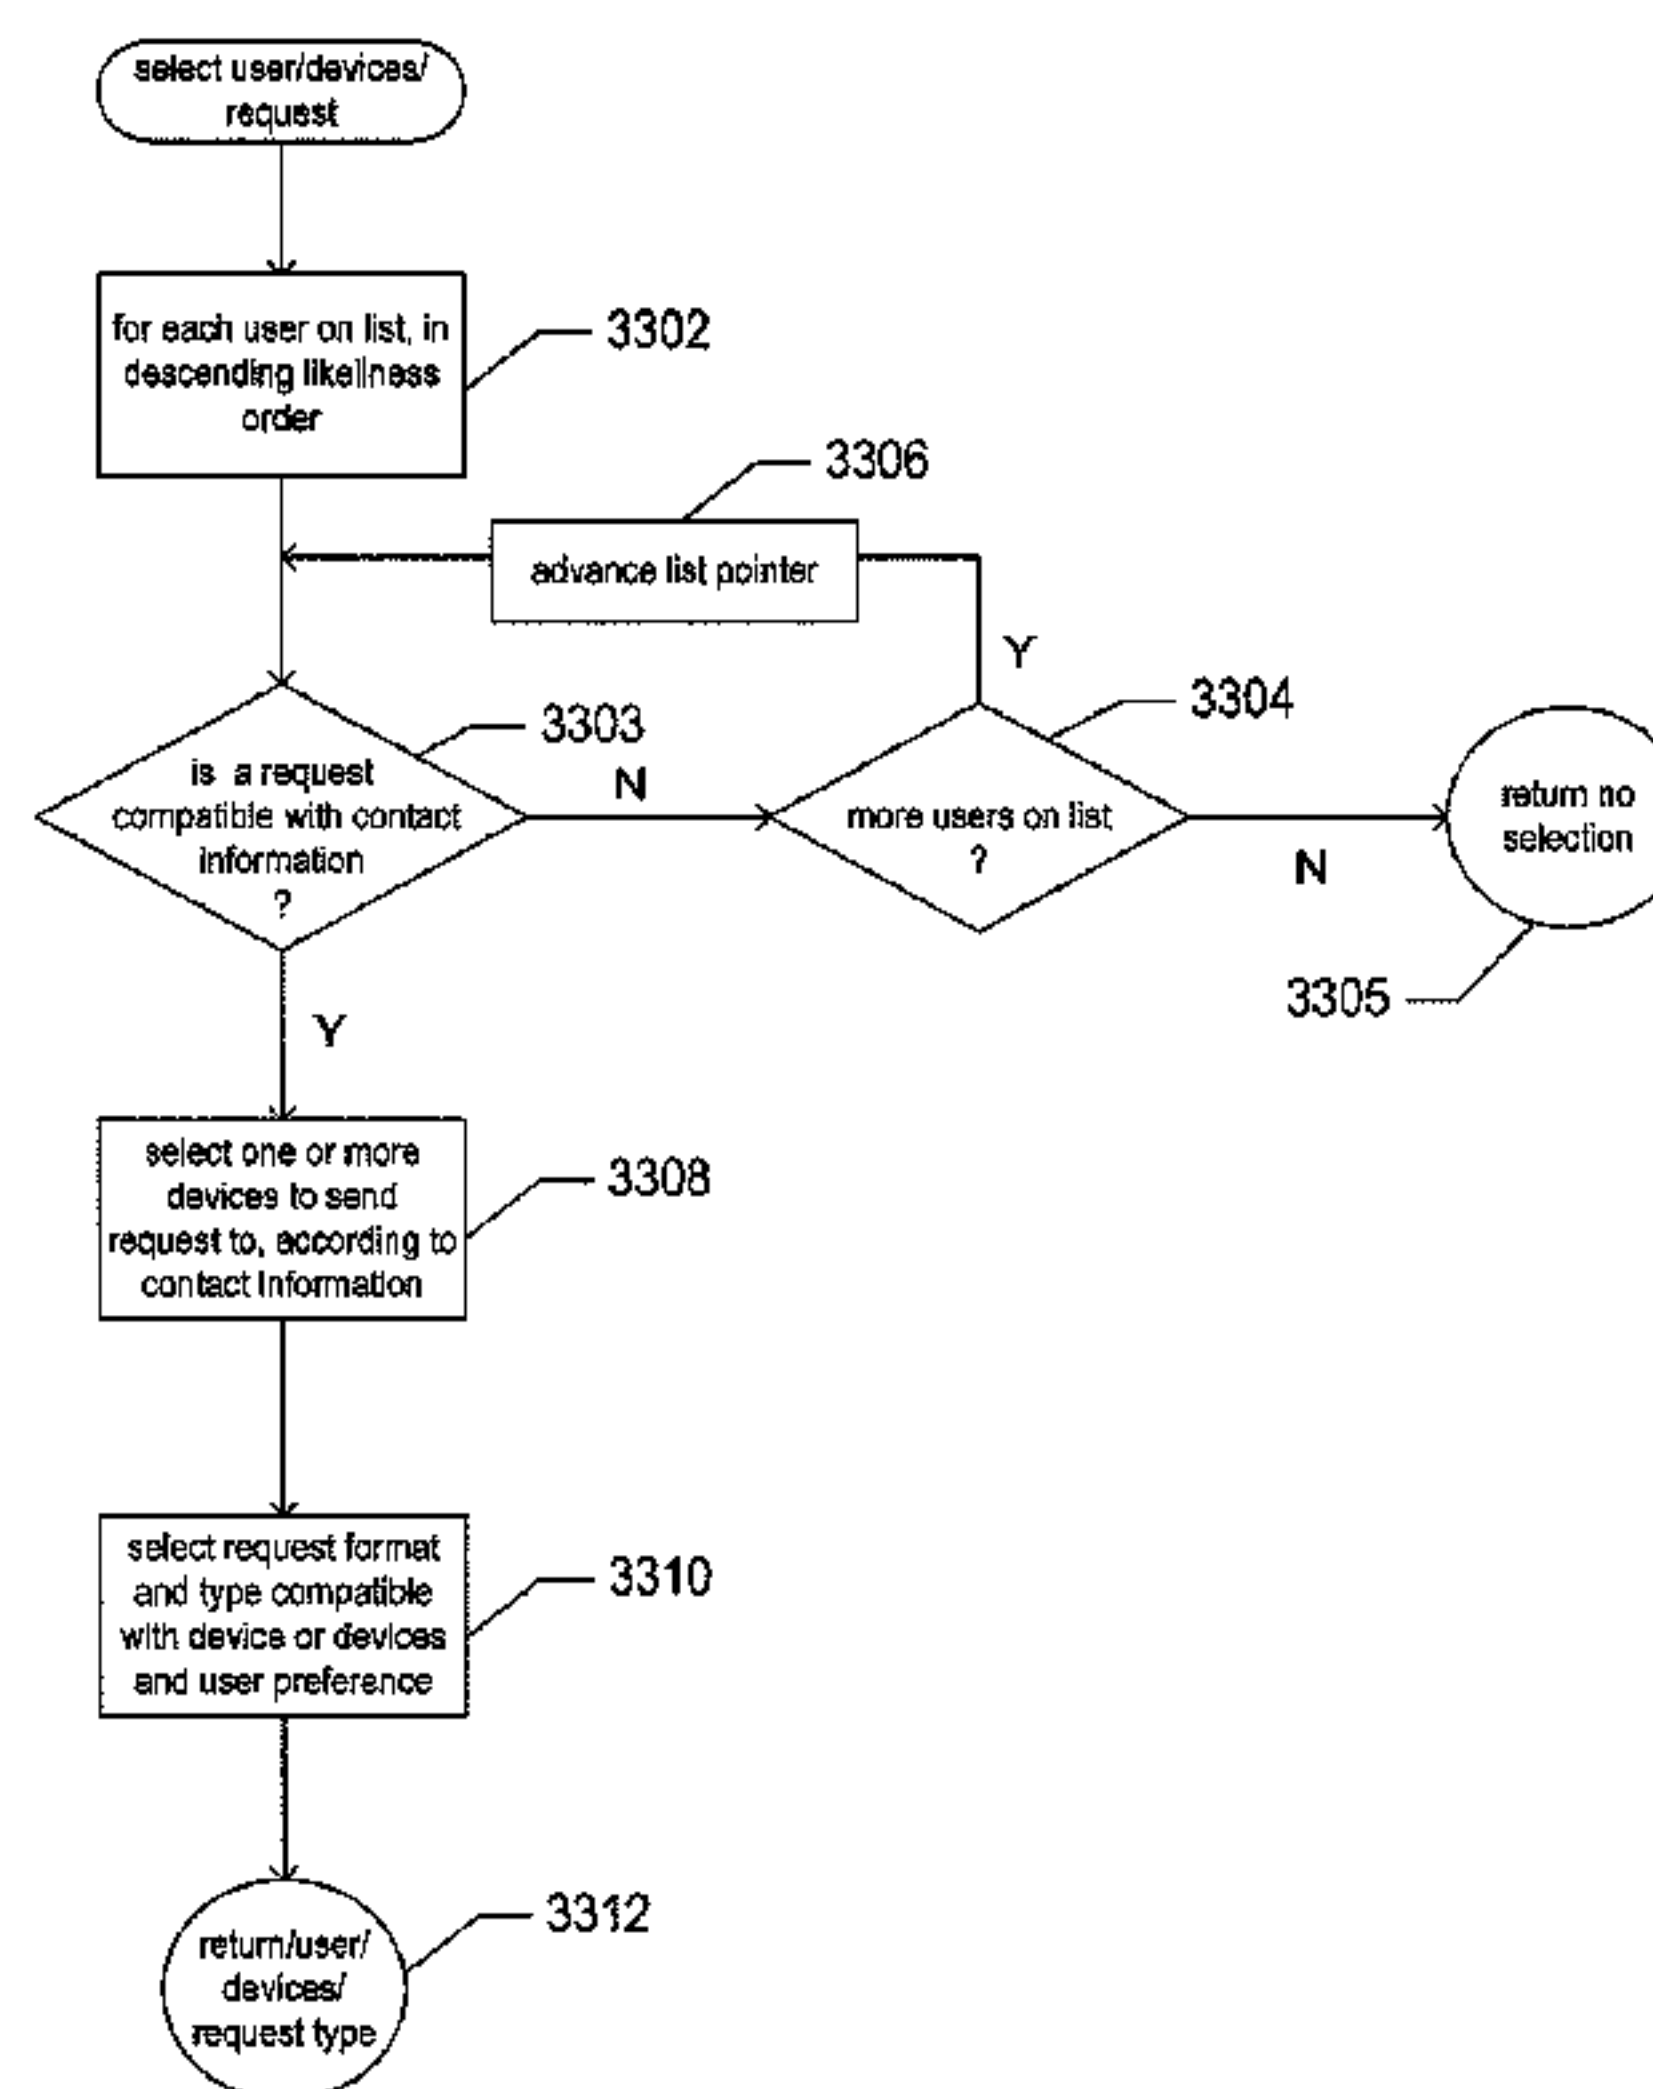 select user/devices/
request
for each user on list, in
descending likeliness
order
3302
3306
advance list pointer
Y
3304
3303
is a request
compatible with contact
information
?
N
more users on list
?
N
return no
selection
3305
Y
select one or more
devices to send
request to, according to
contact information
3308
select request format
and type compatible
with device or devices
and user preference
3310
3312
return/user/
devices/
request type